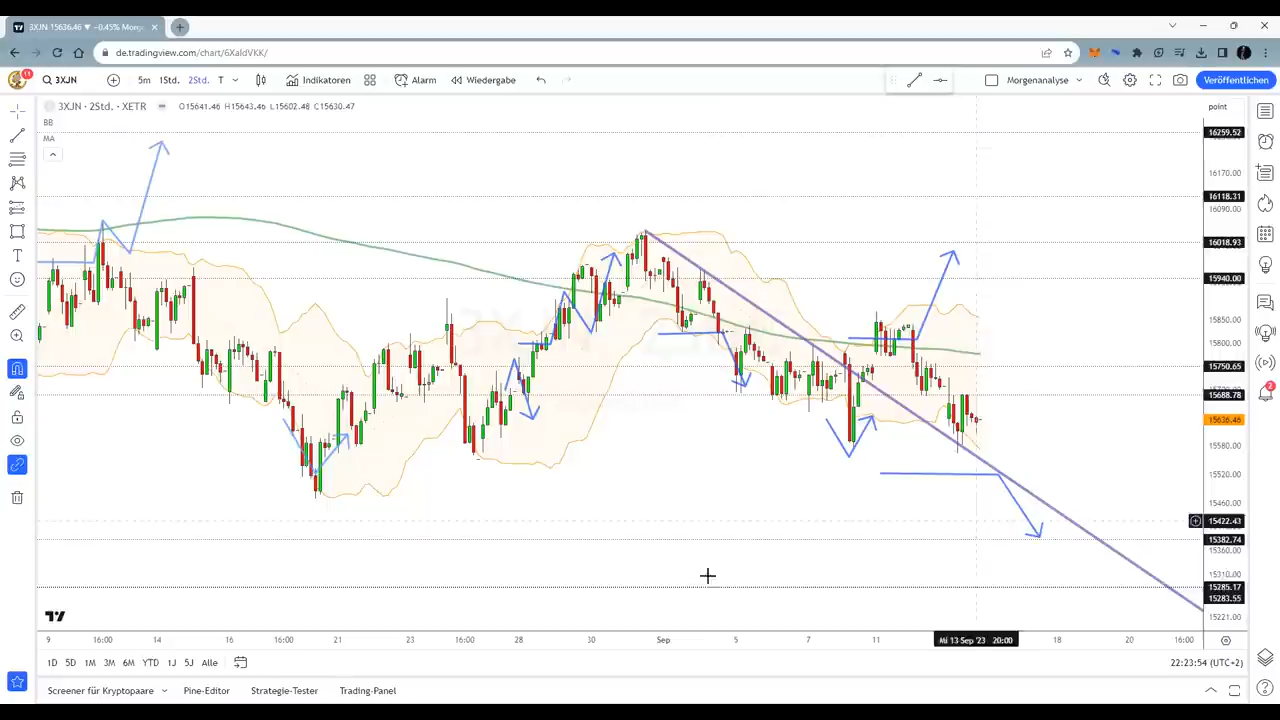 3XJN 15636.46 ▼ −0.45% Morg
de.tradingview.com/chart/6XaIdVKK/
11
3XJN
5m
1Std.
2Std.
T
Indikatoren
Alarm
Wiedergabe
Morgenanalyse
Veröffentlichen
3XJN · 2Std. · XETR
O15641.46 H15643.46 L15602.48 C15630.47
point
BB
MA
16259.52
16170.00
16118.31
16090.00
16018.93
15940.00
15850.00
15800.00
15750.65
15688.78
15636.46
15580.00
15520.00
15460.00
15422.43
15382.74
15360.00
15310.00
15285.17
15283.55
15221.00
2
9
16:00
14
16
16:00
21
23
16:00
28
30
Sep
5
7
11
Mi 13 Sep '23 20:00
18
20
16:00
1D 5D 1M 3M 6M YTD 1J 5J Alle
22:23:54 (UTC+2)
Screener für Kryptopaare
Pine-Editor
Strategie-Tester
Trading-Panel